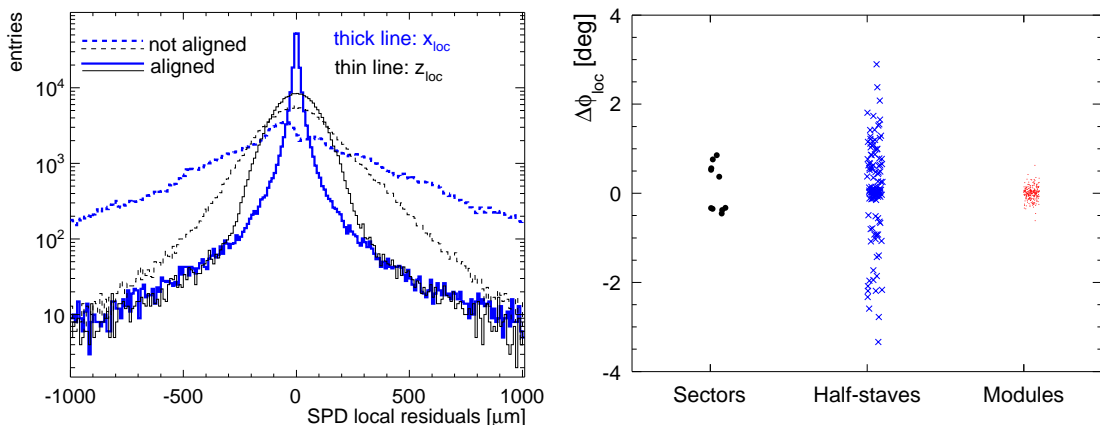 entries
10^4
10^3
10^2
10
not aligned
aligned
thick line: x_loc
thin line: z_loc
-1000 -500 0 500 1000
SPD local residuals [μm]
Δϕ_loc [deg]
4
2
0
-2
-4
Sectors Half-staves Modules